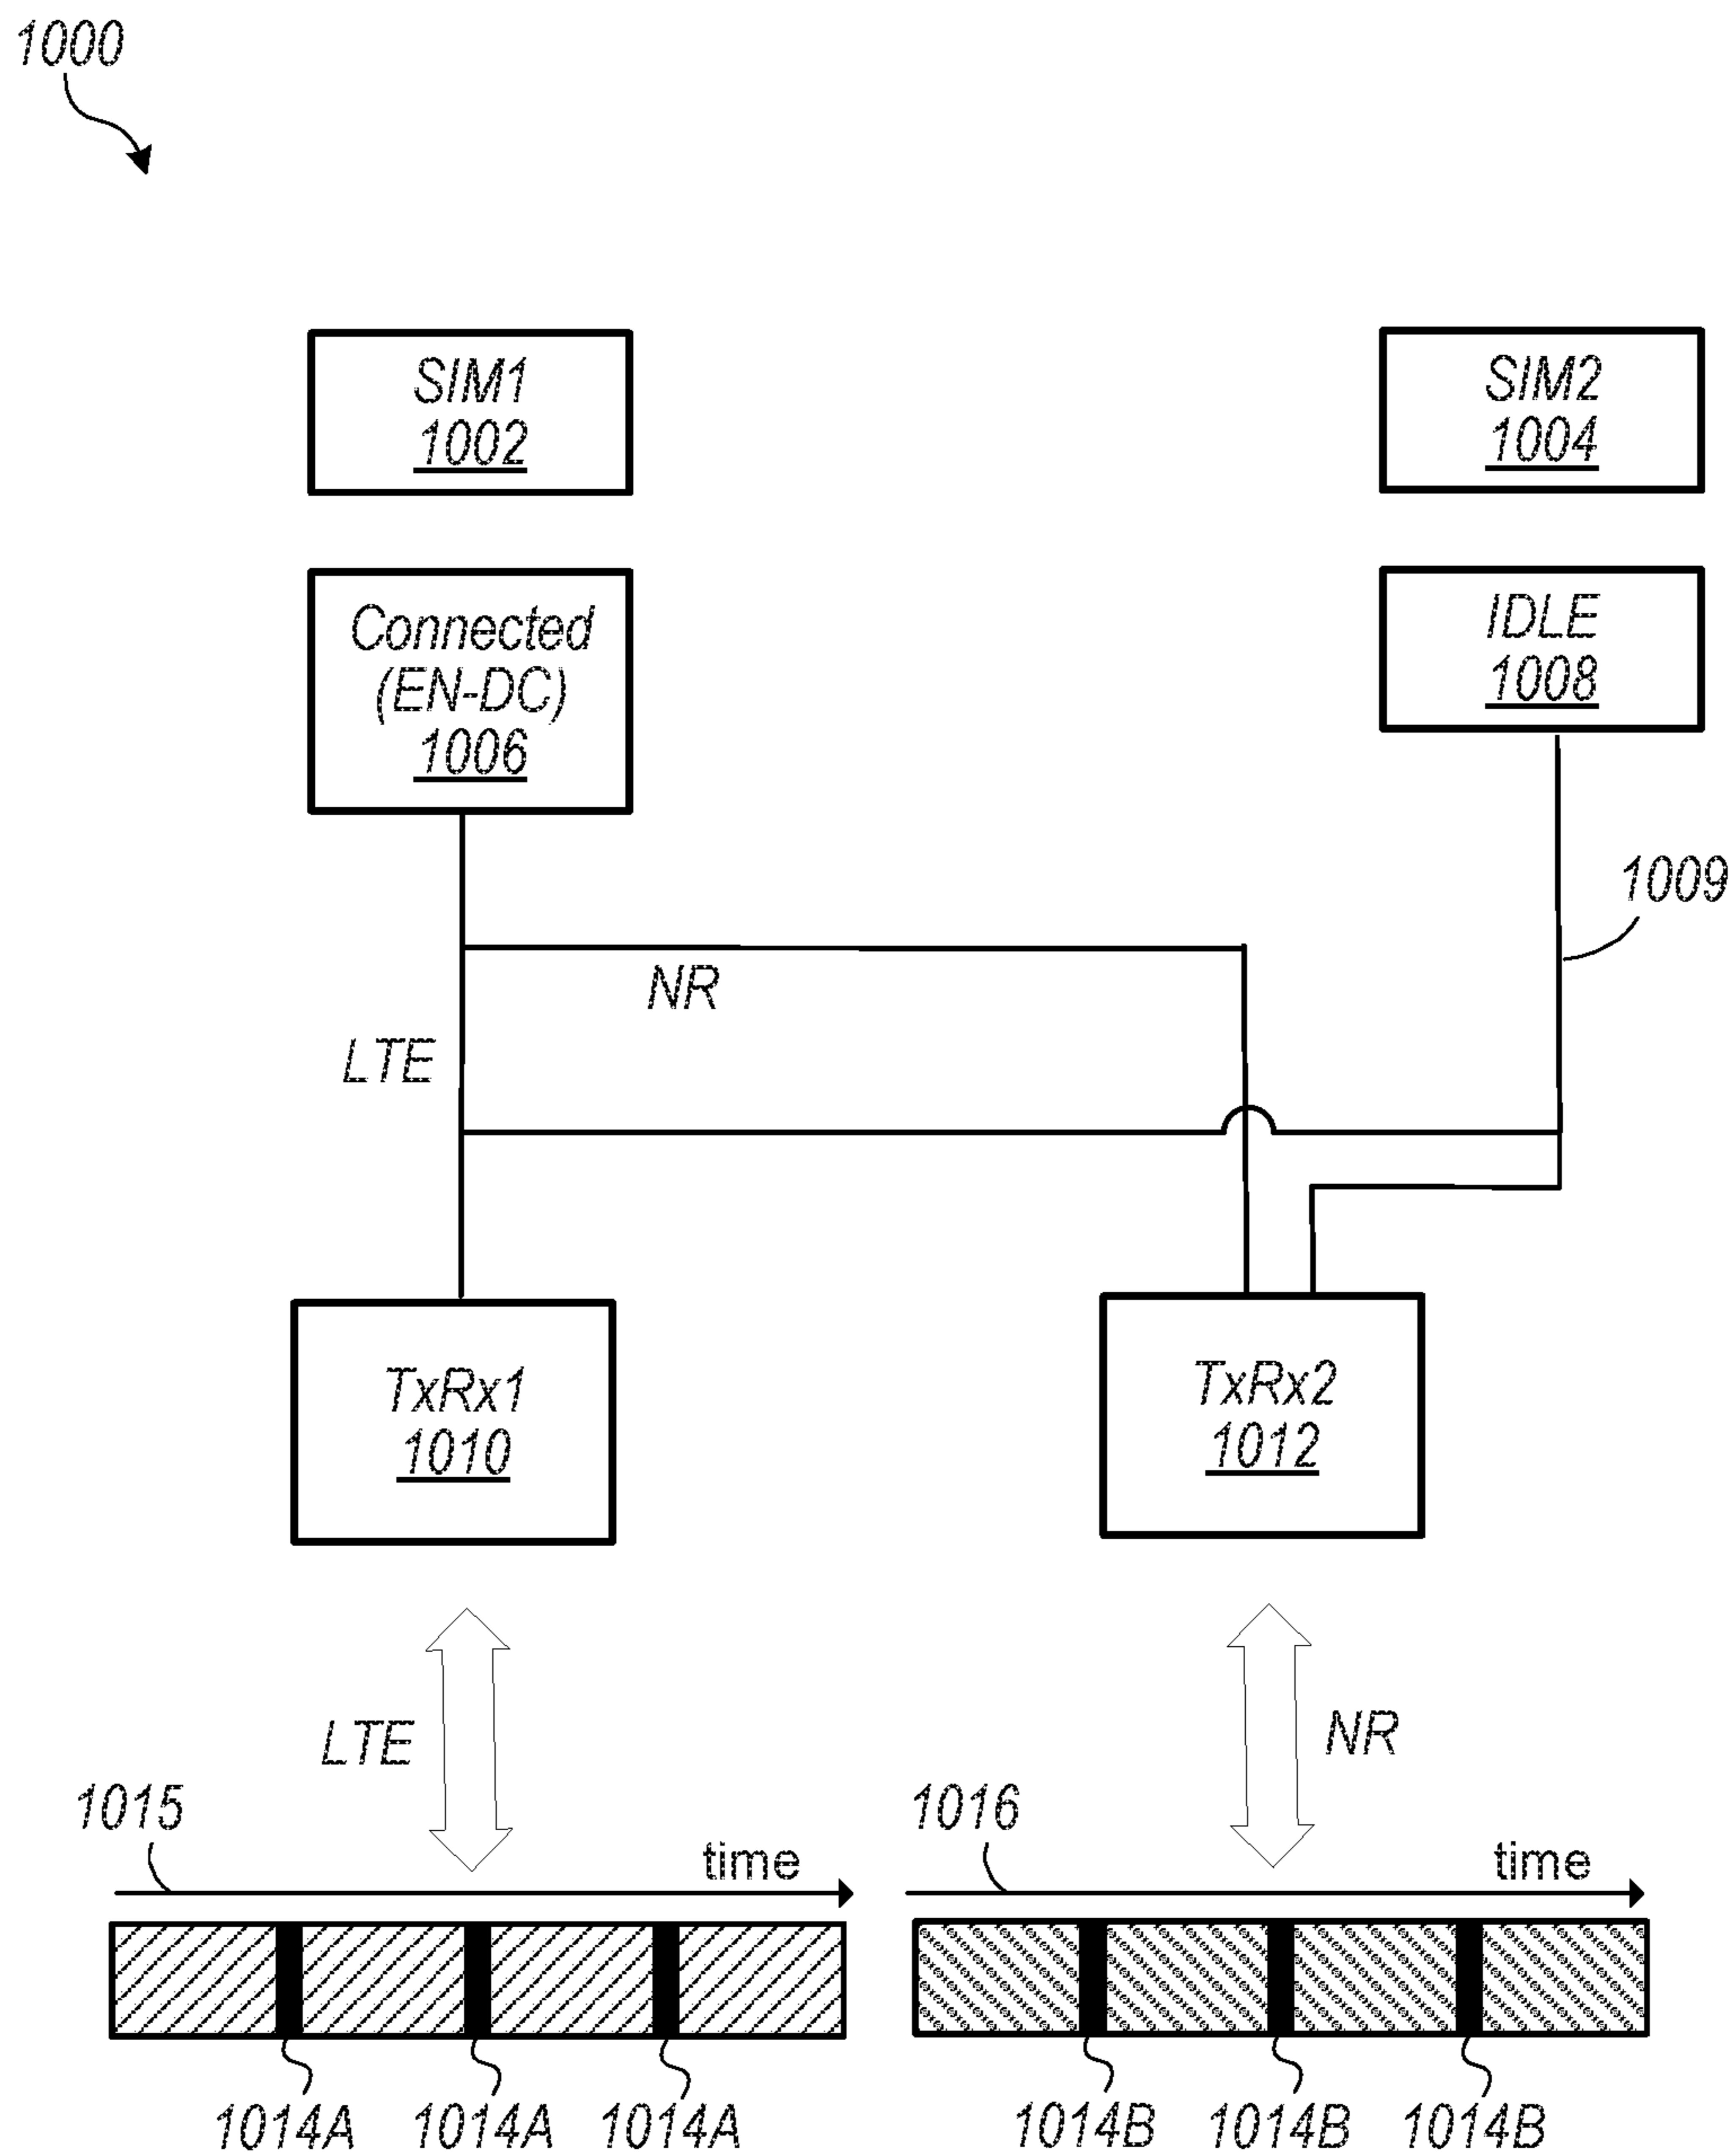 1000
SIM1
1002
SIM2
1004
Connected
(EN-DC)
1006
IDLE
1008
1009
NR
LTE
TxRx1
1010
TxRx2
1012
LTE
NR
1015
time
1016
time
1014A
1014A
1014A
1014B
1014B
1014B